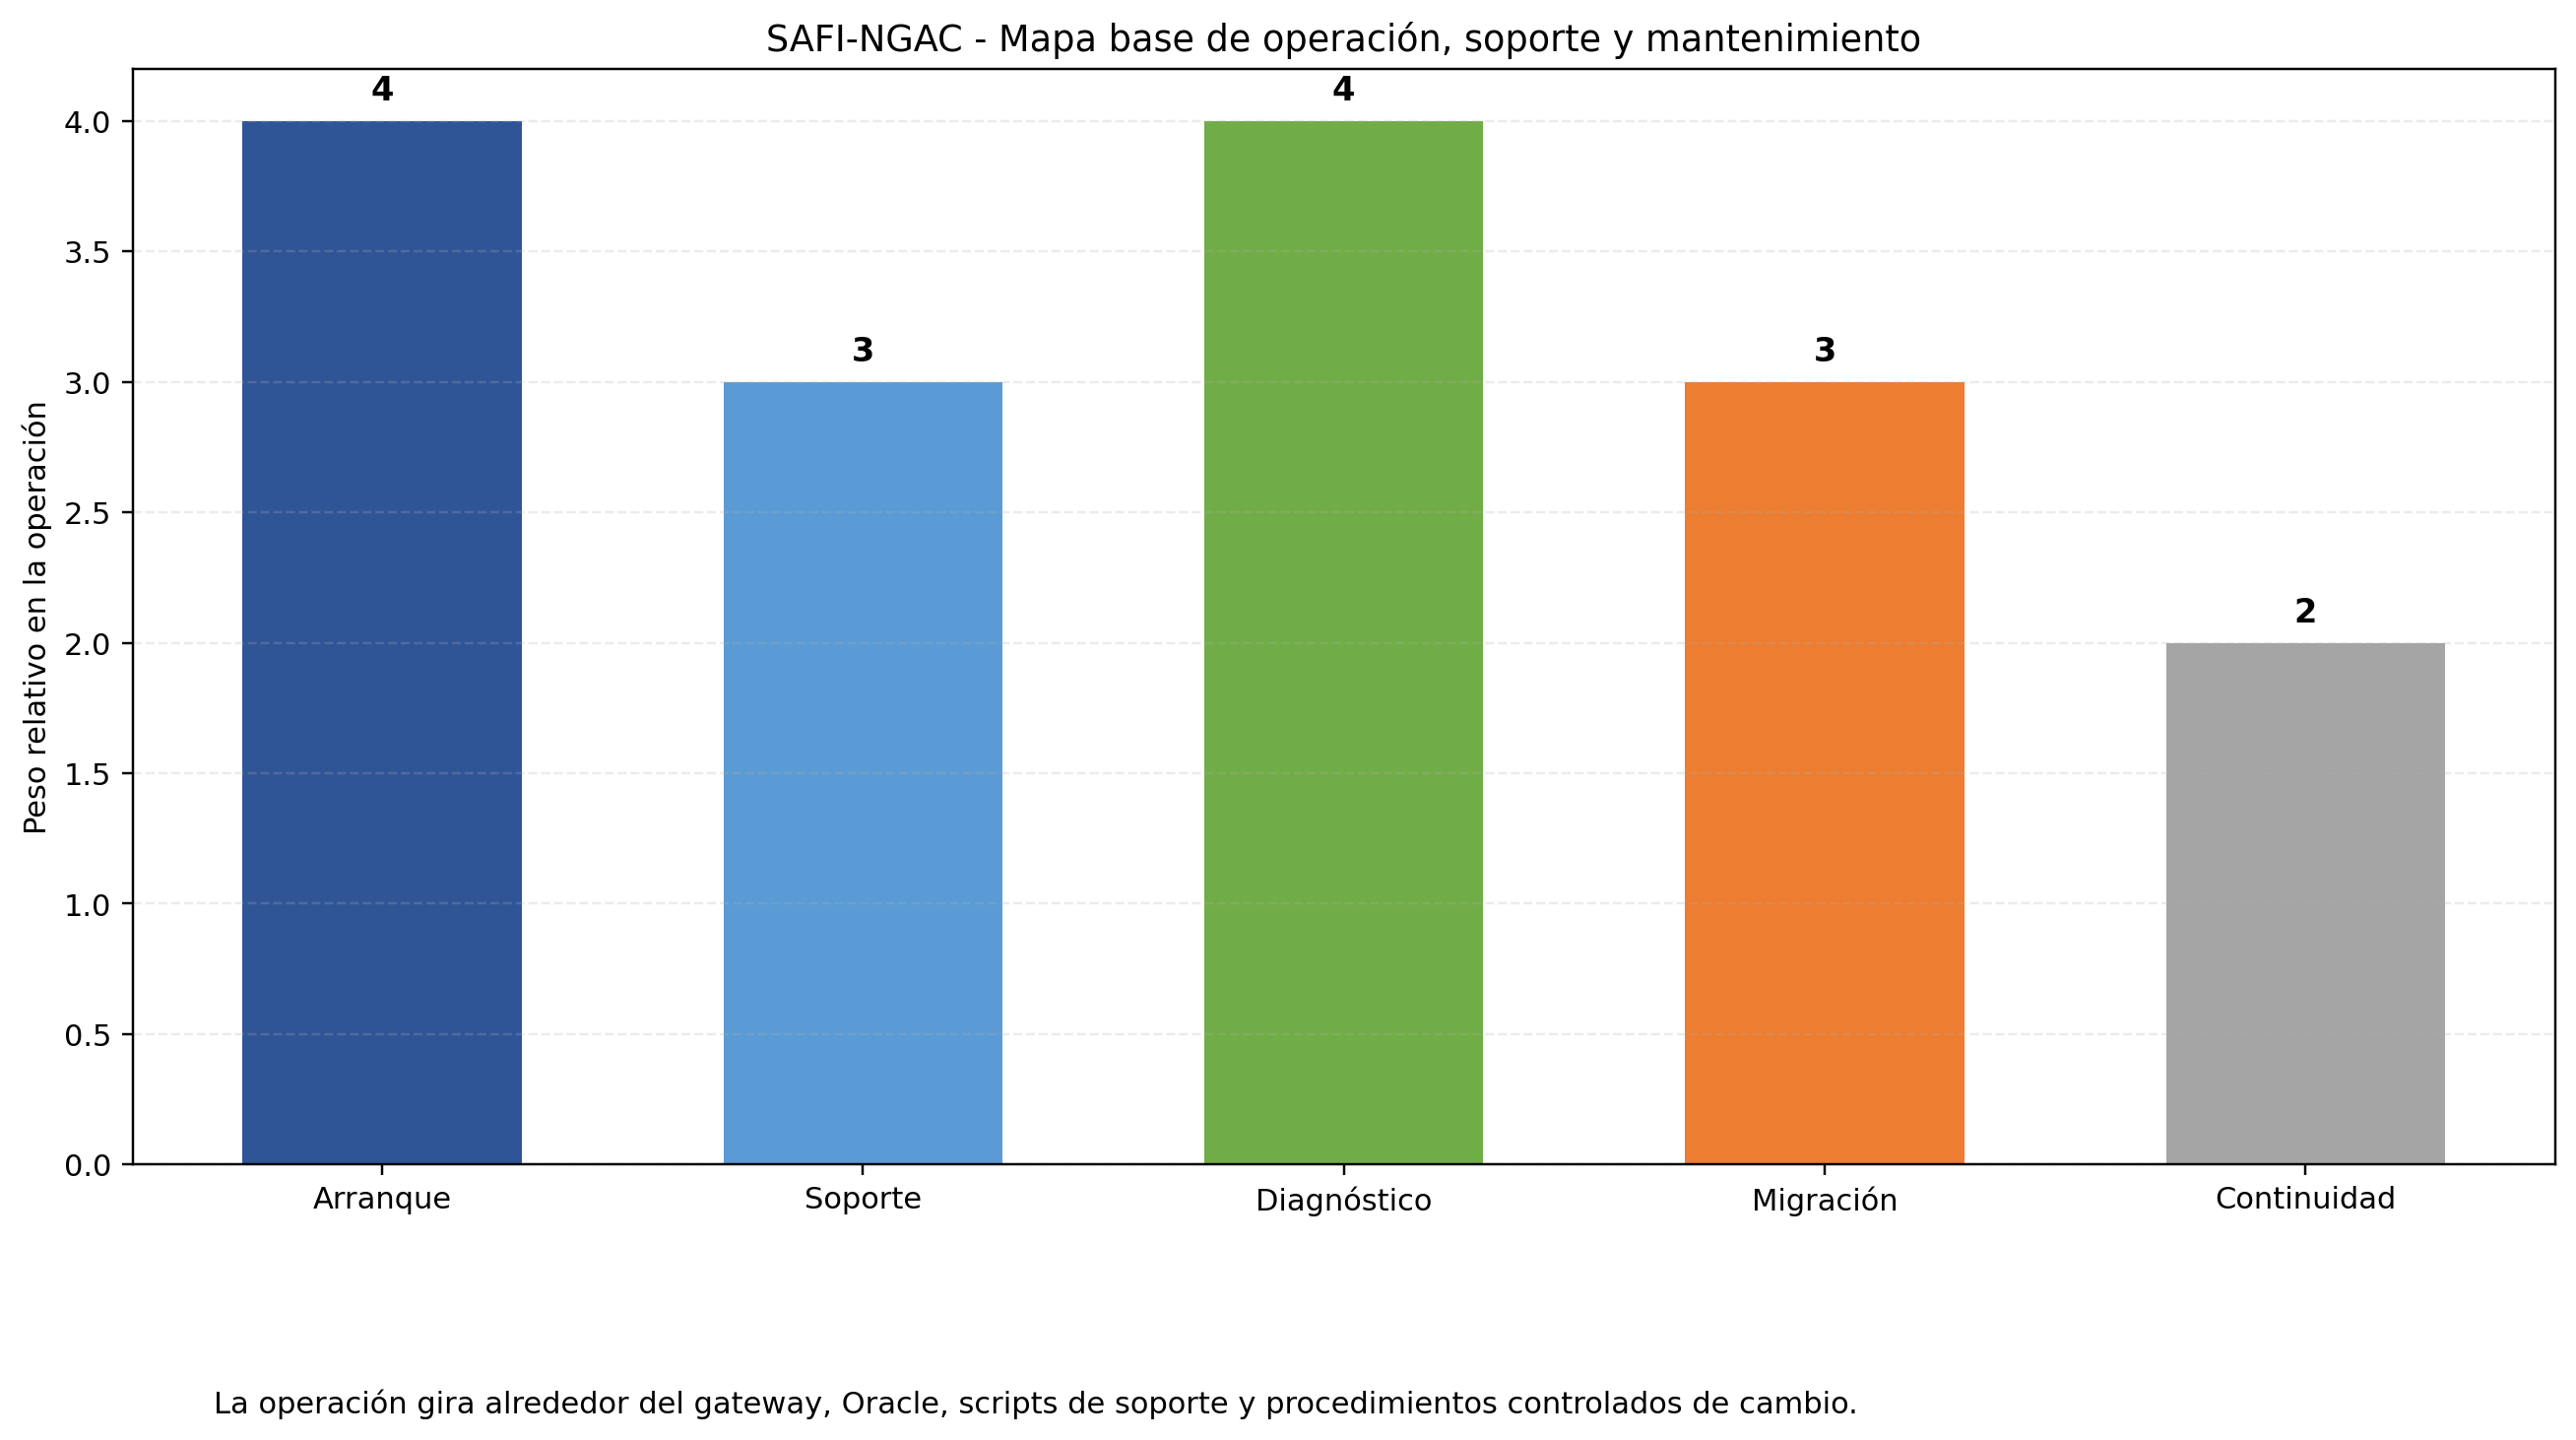 SAFI-NGAC - Mapa base de operación, soporte y mantenimiento
Peso relativo en la operación
4.0
3.5
3.0
2.5
2.0
1.5
1.0
0.5
0.0
4
3
4
3
2
Arranque
Soporte
Diagnóstico
Migración
Continuidad
La operación gira alrededor del gateway, Oracle, scripts de soporte y procedimientos controlados de cambio.